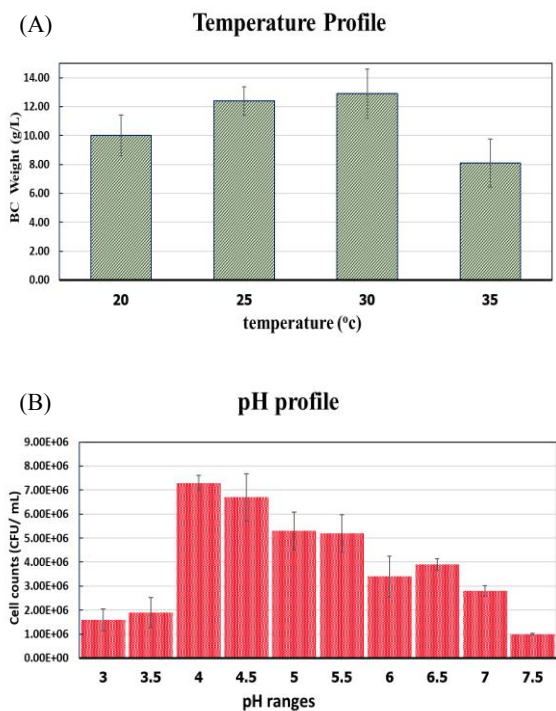 (A)
Temperature Profile
BC Weight (g/L)
14.00
12.00
10.00
8.00
6.00
4.00
2.00
0.00
20 25 30 35
temperature (°c)
(B)
pH profile
Cell counts (CFU/ mL)
9.00E+06
8.00E+06
7.00E+06
6.00E+06
5.00E+06
4.00E+06
3.00E+06
2.00E+06
1.00E+06
0.00E+00
3 3.5 4 4.5 5 5.5 6 6.5 7 7.5
pH ranges